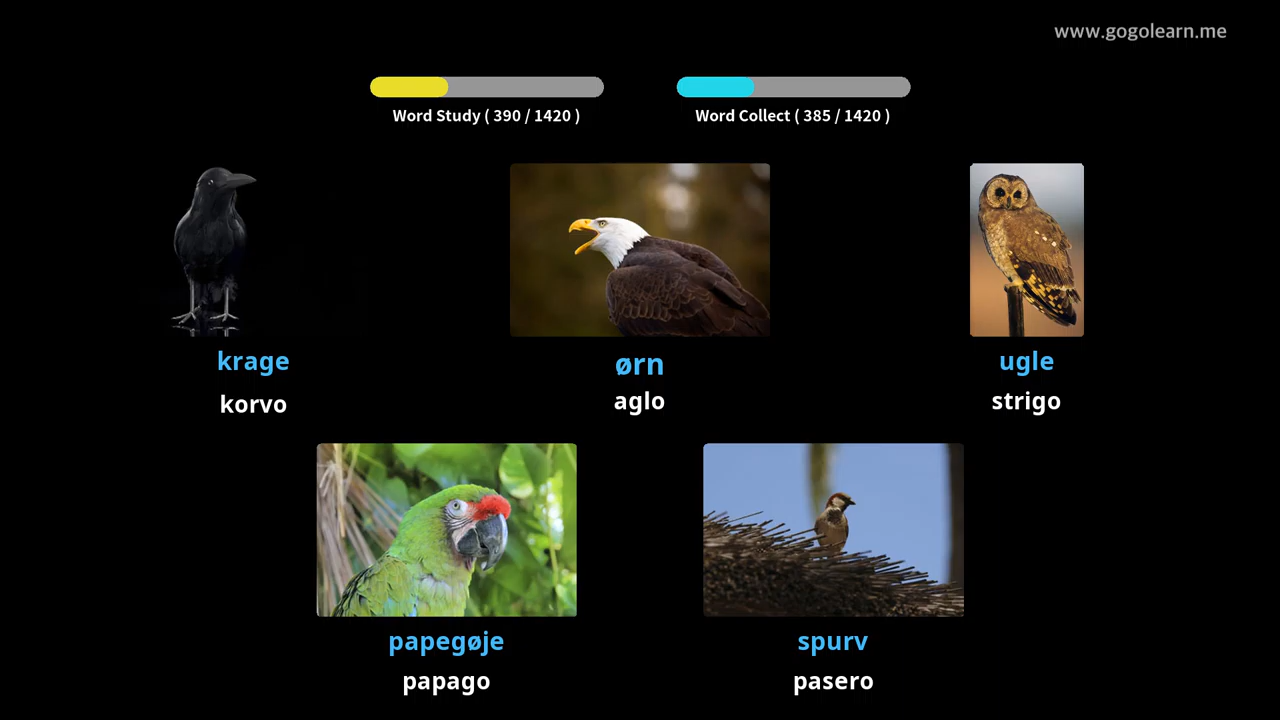 www.gogolearn.me
Word Study ( 390 / 1420 )
Word Collect ( 385 / 1420 )
krage
korvo
ørn
aglo
ugle
strigo
papegøje
papago
spurv
pasero